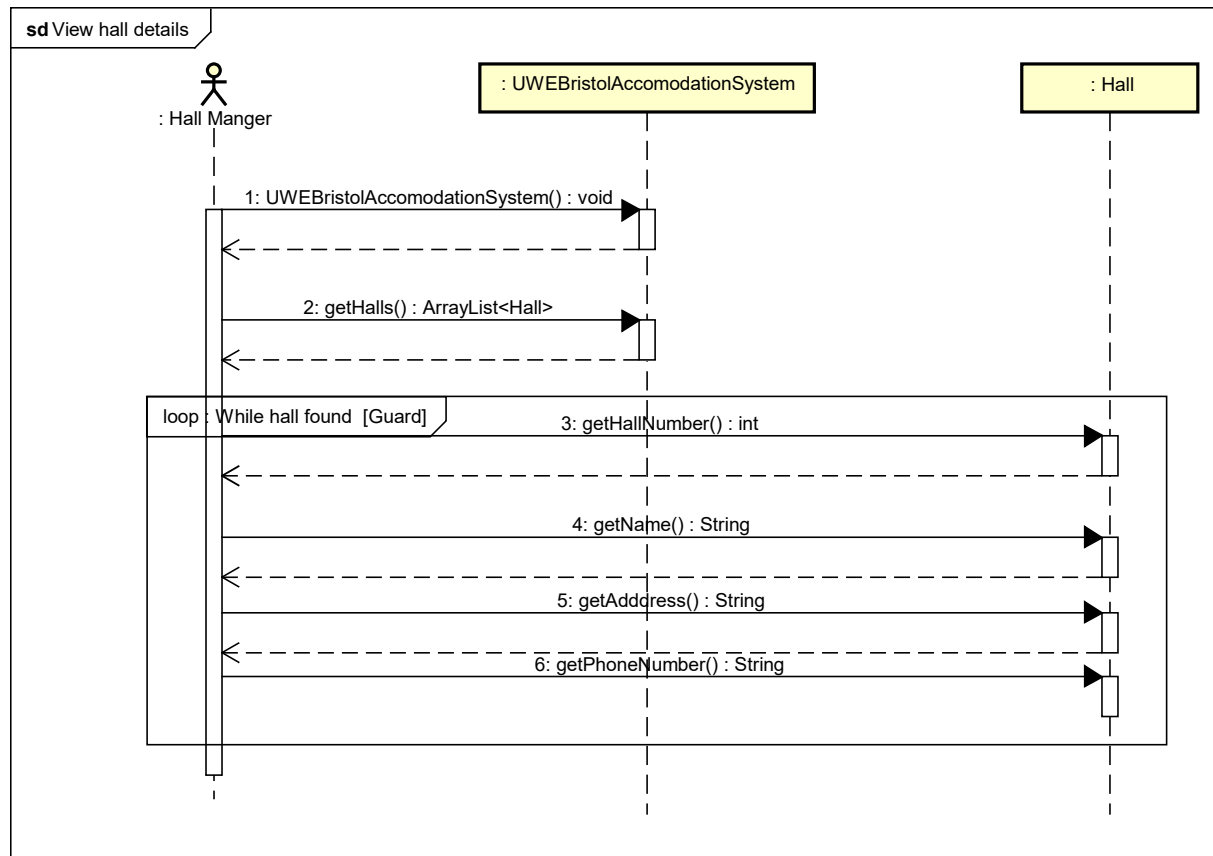 sd View hall details
: Hall Manger
: UWEBristolAccomodationSystem
: Hall
1: UWEBristolAccomodationSystem() : void
2: getHalls() : ArrayList<Hall>
loop : While hall found [Guard]
3: getHallNumber() : int
4: getName() : String
5: getAdddress() : String
6: getPhoneNumber() : String